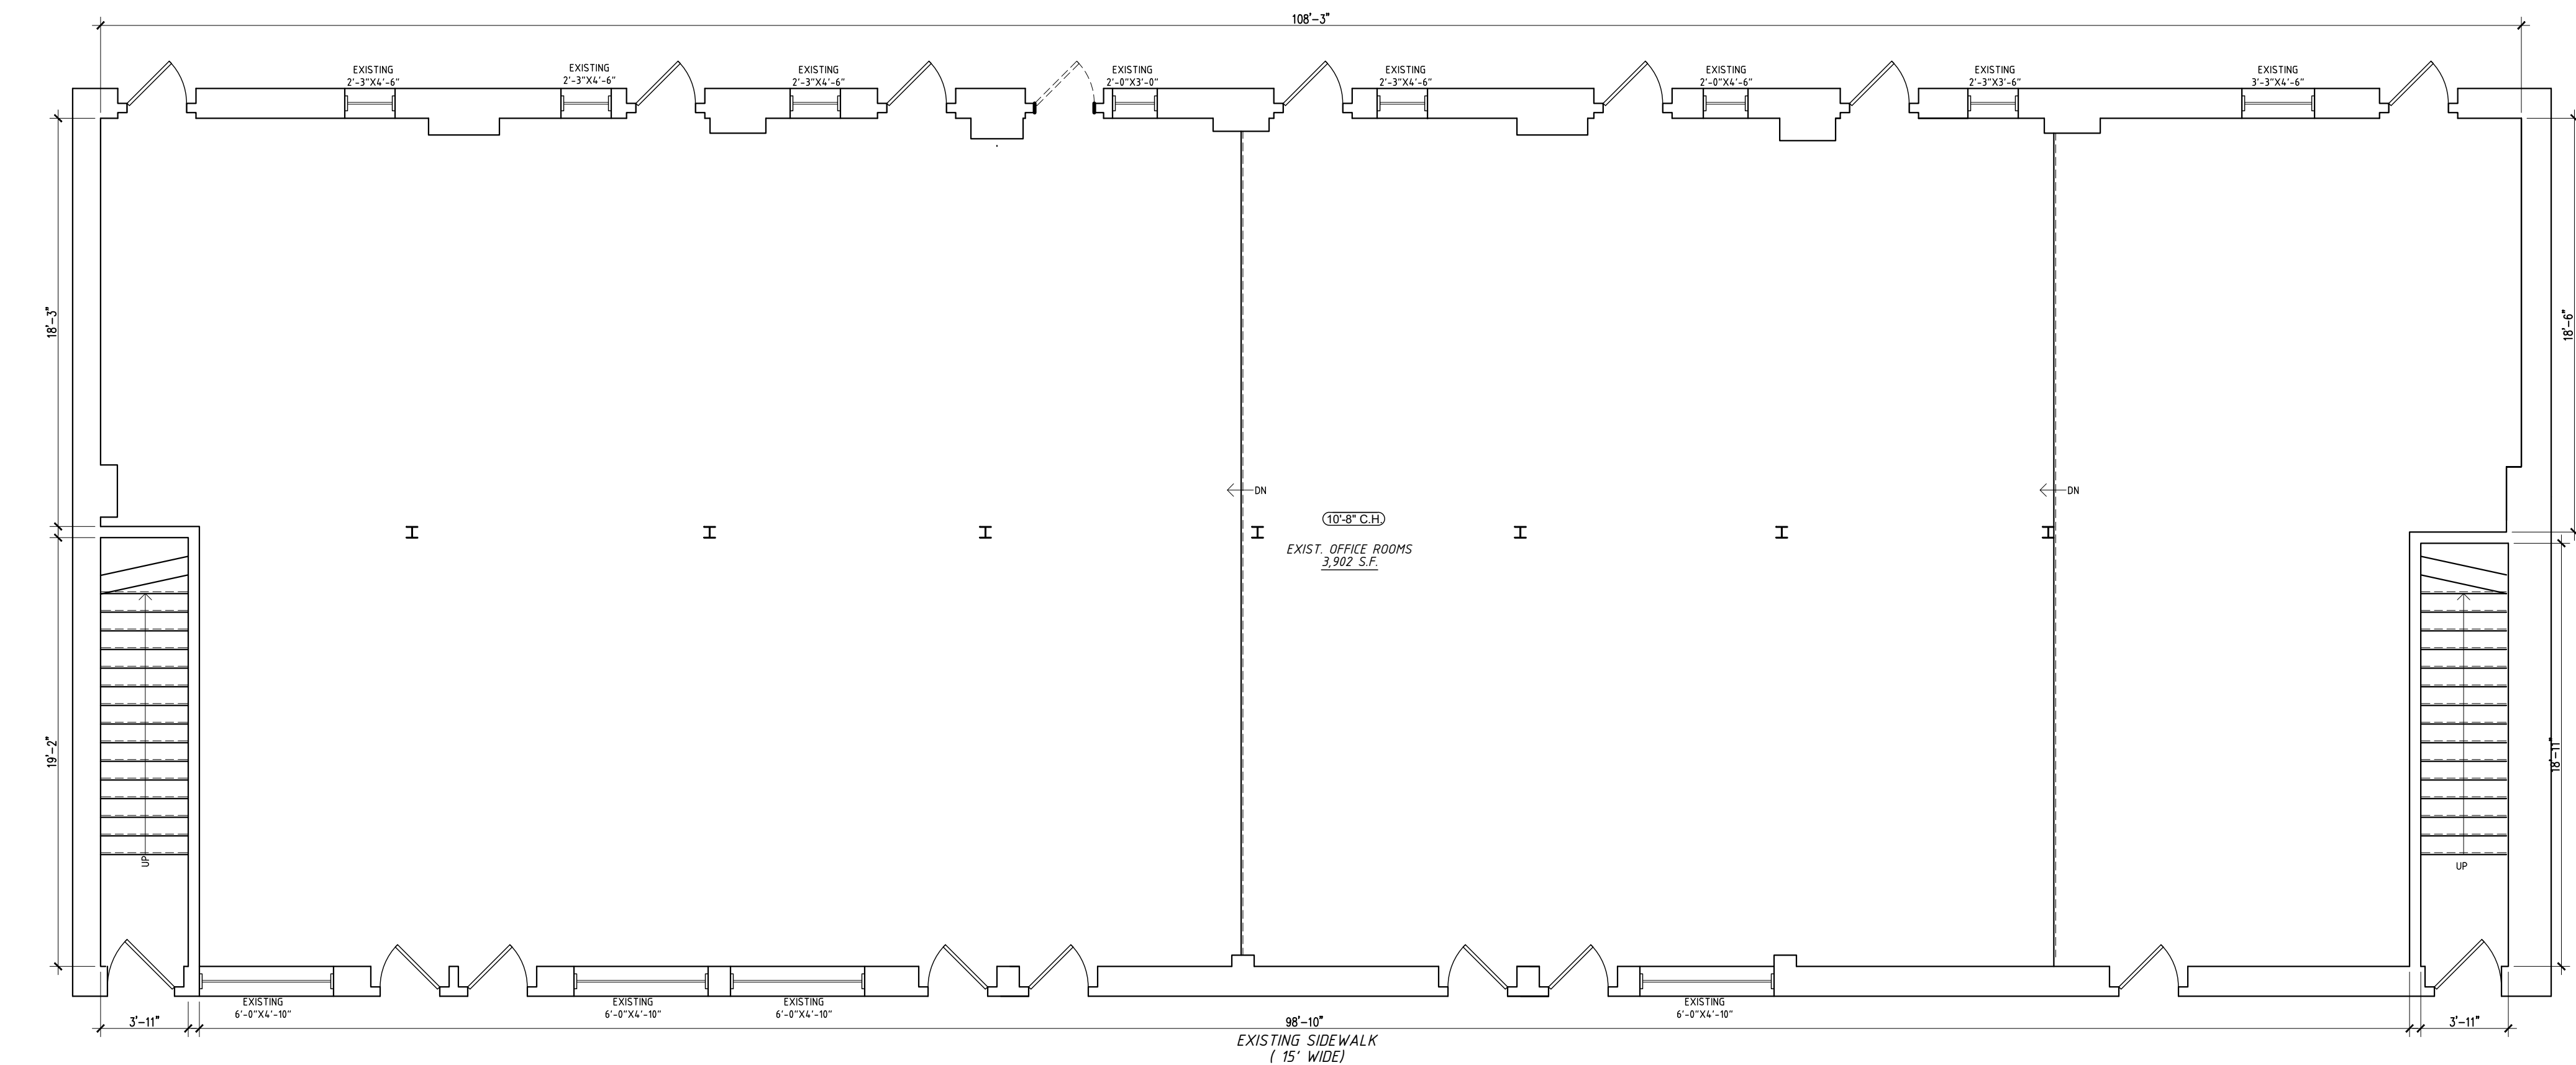 108'-3"
EXISTING
2'-3"X4'-6"
EXISTING
2'-3"X4'-6"
EXISTING
2'-3"X4'-6"
EXISTING
2'-0"X3'-0"
EXISTING
2'-3"X4'-6"
EXISTING
2'-0"X4'-6"
EXISTING
2'-3"X3'-6"
EXISTING
3'-3"X4'-6"
18'-3"
18'-6"
DN
DN
10'-8" C.H.
EXIST. OFFICE ROOMS
3,902 S.F.
19'-2"
18'-11"
UP
UP
EXISTING
6'-0"X4'-10"
EXISTING
6'-0"X4'-10"
EXISTING
6'-0"X4'-10"
EXISTING
6'-0"X4'-10"
3'-11"
98'-10"
3'-11"
EXISTING SIDEWALK
( 15' WIDE)